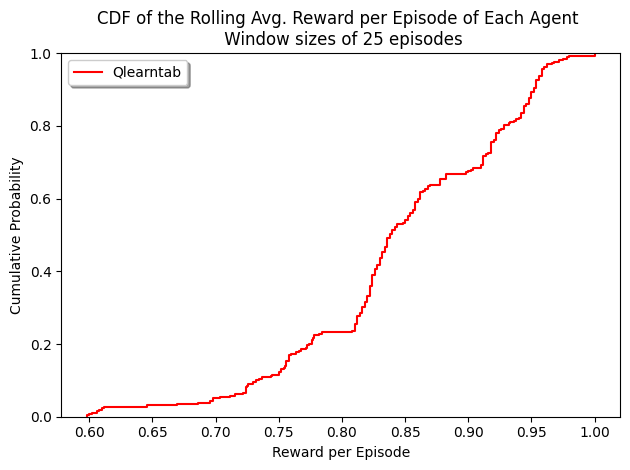 CDF of the Rolling Avg. Reward per Episode of Each Agent
Window sizes of 25 episodes
Qlearntab
1.0
0.8
0.6
0.4
0.2
0.0
Cumulative Probability
0.60 0.65 0.70 0.75 0.80 0.85 0.90 0.95 1.00
Reward per Episode